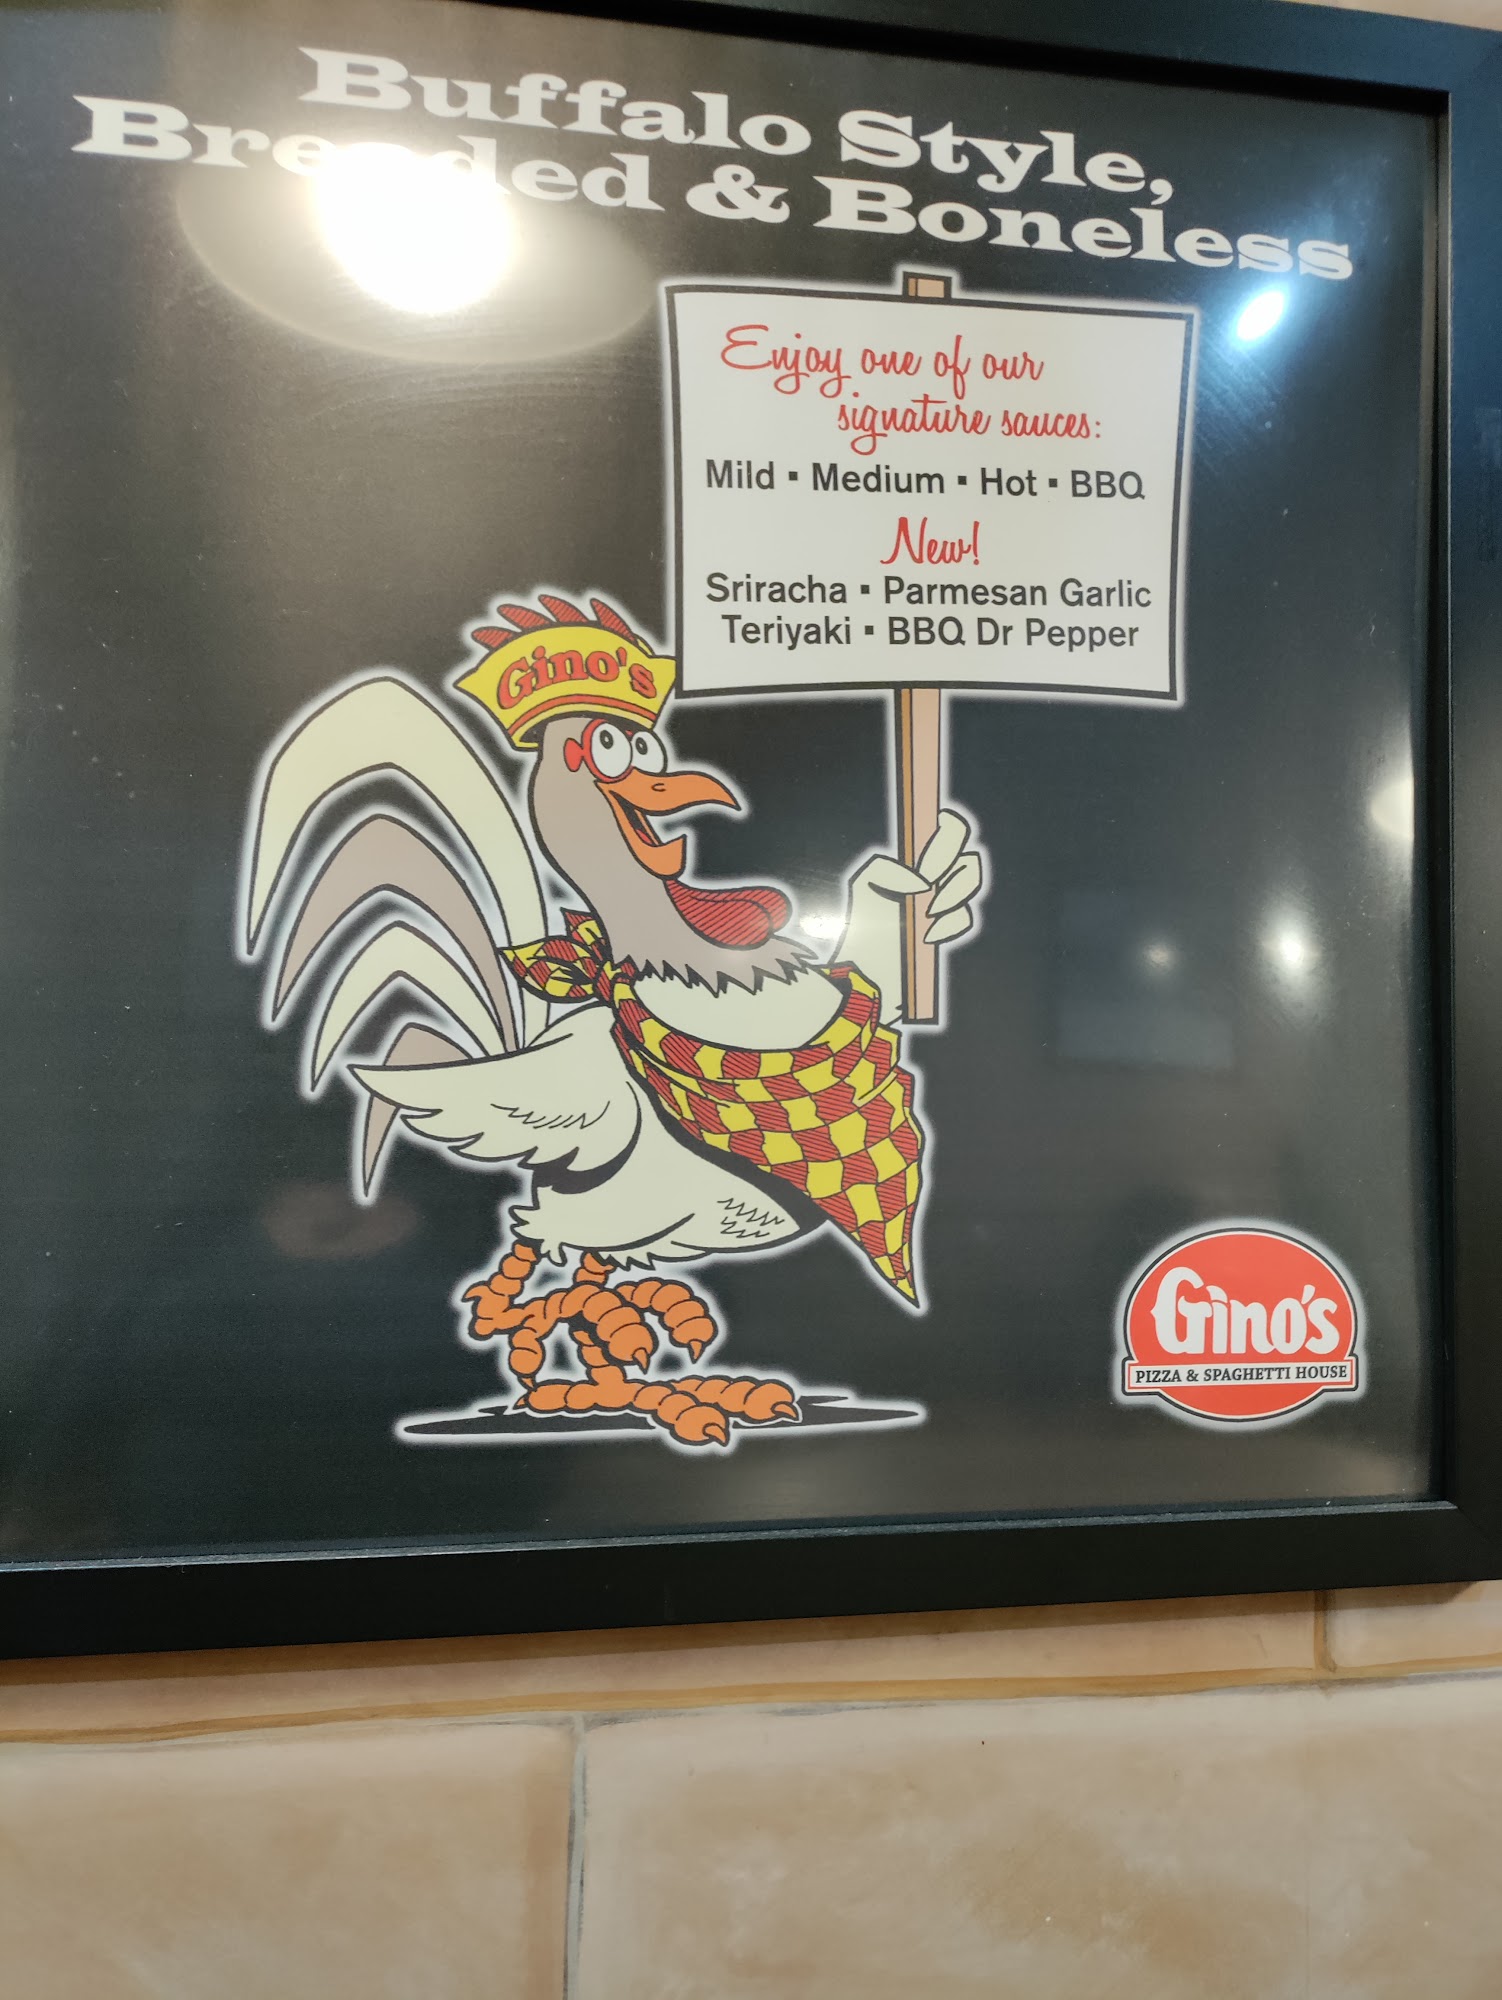 Buffalo Style,
Breaded & Boneless
Enjoy one of our
signature sauces:
Mild ▪ Medium ▪ Hot ▪ BBQ
New!
Sriracha ▪ Parmesan Garlic
Teriyaki ▪ BBQ Dr Pepper
Gino's
Gino's
PIZZA & SPAGHETTI HOUSE